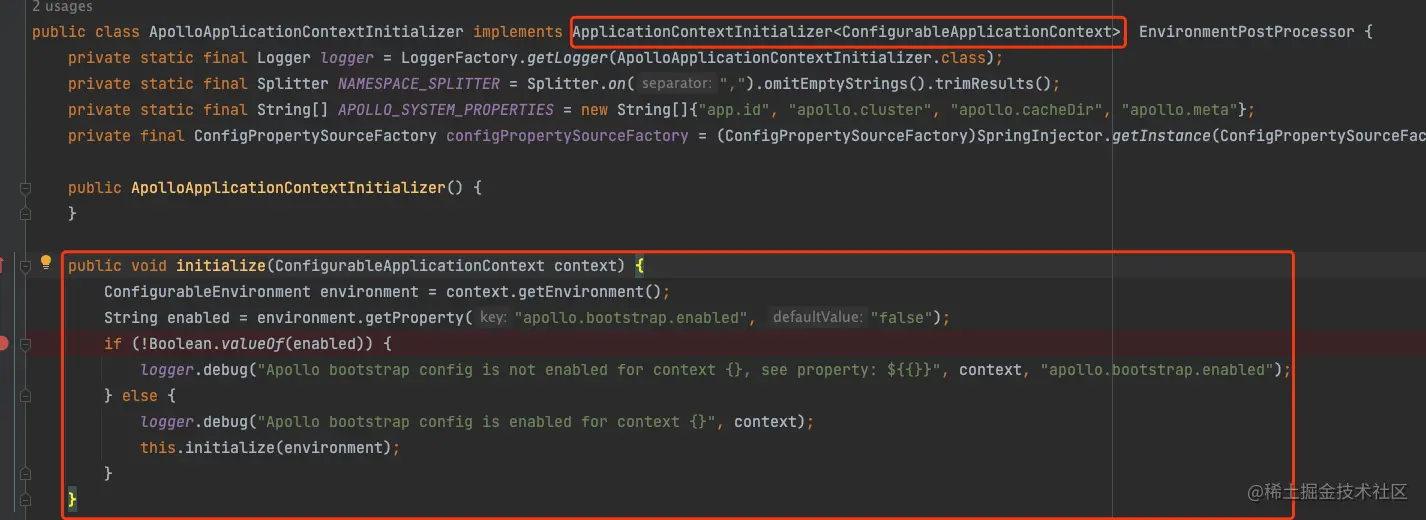 2 usages
public class ApolloApplicationContextInitializer implements ApplicationContextInitializer<ConfigurableApplicationContext> EnvironmentPostProcessor {
private static final Logger logger = LoggerFactory.getLogger(ApolloApplicationContextInitializer.class);
private static final Splitter NAMESPACE_SPLITTER = Splitter.on( separator: ",").omitEmptyStrings().trimResults();
private static final String[] APOLLO_SYSTEM_PROPERTIES = new String[]{"app.id", "apollo.cluster", "apollo.cacheDir", "apollo.meta"};
private final ConfigPropertySourceFactory configPropertySourceFactory = (ConfigPropertySourceFactory)SpringInjector.getInstance(ConfigPropertySourceFac
public ApolloApplicationContextInitializer() {
}
public void initialize(ConfigurableApplicationContext context) {
ConfigurableEnvironment environment = context.getEnvironment();
String enabled = environment.getProperty( key: "apollo.bootstrap.enabled", defaultValue: "false");
if (!Boolean.valueOf(enabled)) {
logger.debug("Apollo bootstrap config is not enabled for context {}, see property: ${{}}", context, "apollo.bootstrap.enabled");
} else {
logger.debug("Apollo bootstrap config is enabled for context {}", context);
this.initialize(environment);
}
}
@稀土掘金技术社区